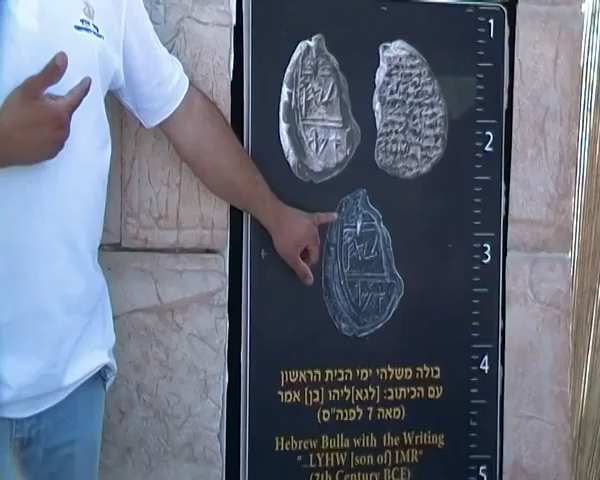 1
2
3
4
5
בולה משלהי ימי הבית הראשון
עם הכיתוב: [לגא]ליהו [בן] אמר
(מאה 7 לפנה"ס)
Hebrew Bulla with the Writing
"...LYHW [son of] IMR"
(7th Century BCE)